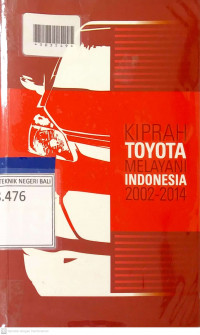 KIPRAH
TOYOTA
MELAYANI
INDONESIA
2002-2014
TEKNIK NEGERI BALI
.476